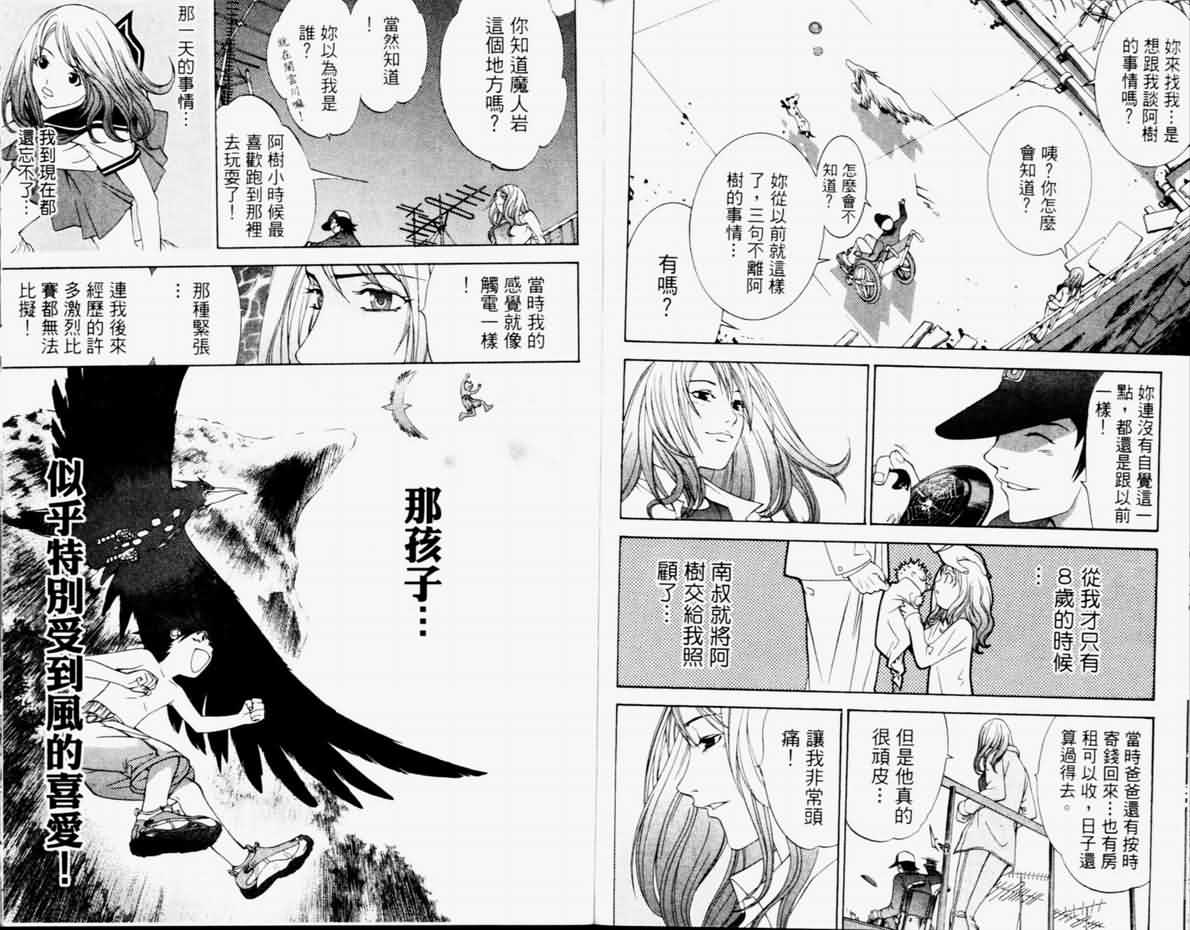 妳來找我…是
想跟我談阿樹
的事情嗎？
咦？你怎麼
會知道？
怎麼會不
知道？
妳從以前就這樣
了，三句不離阿
樹的事情…
有嗎？
妳連沒有自覺這一
點，都還是跟以前
一樣！
從我才只有
8歲的時候
…
南叔就將阿
樹交給我照
顧了…
當時爸爸還有按時
寄錢回來…也有房
租可以收，日子還
算過得去。
但是他真的
很頑皮…
讓我非常頭
痛！
你知道魔人岩
這個地方嗎？
當然知道
！
妳以為我是
誰？
就在關宮川嘛！
阿樹小時候最
喜歡跑到那裡
去玩耍了！
那一天的事情…
我到現在都
還忘不了…
當時我的
感覺就像
觸電一樣
！
那種緊張
…
連我後來
經歷的許
多激烈比
賽都無法
比擬！
那孩子…
似乎特別受到風的喜愛！